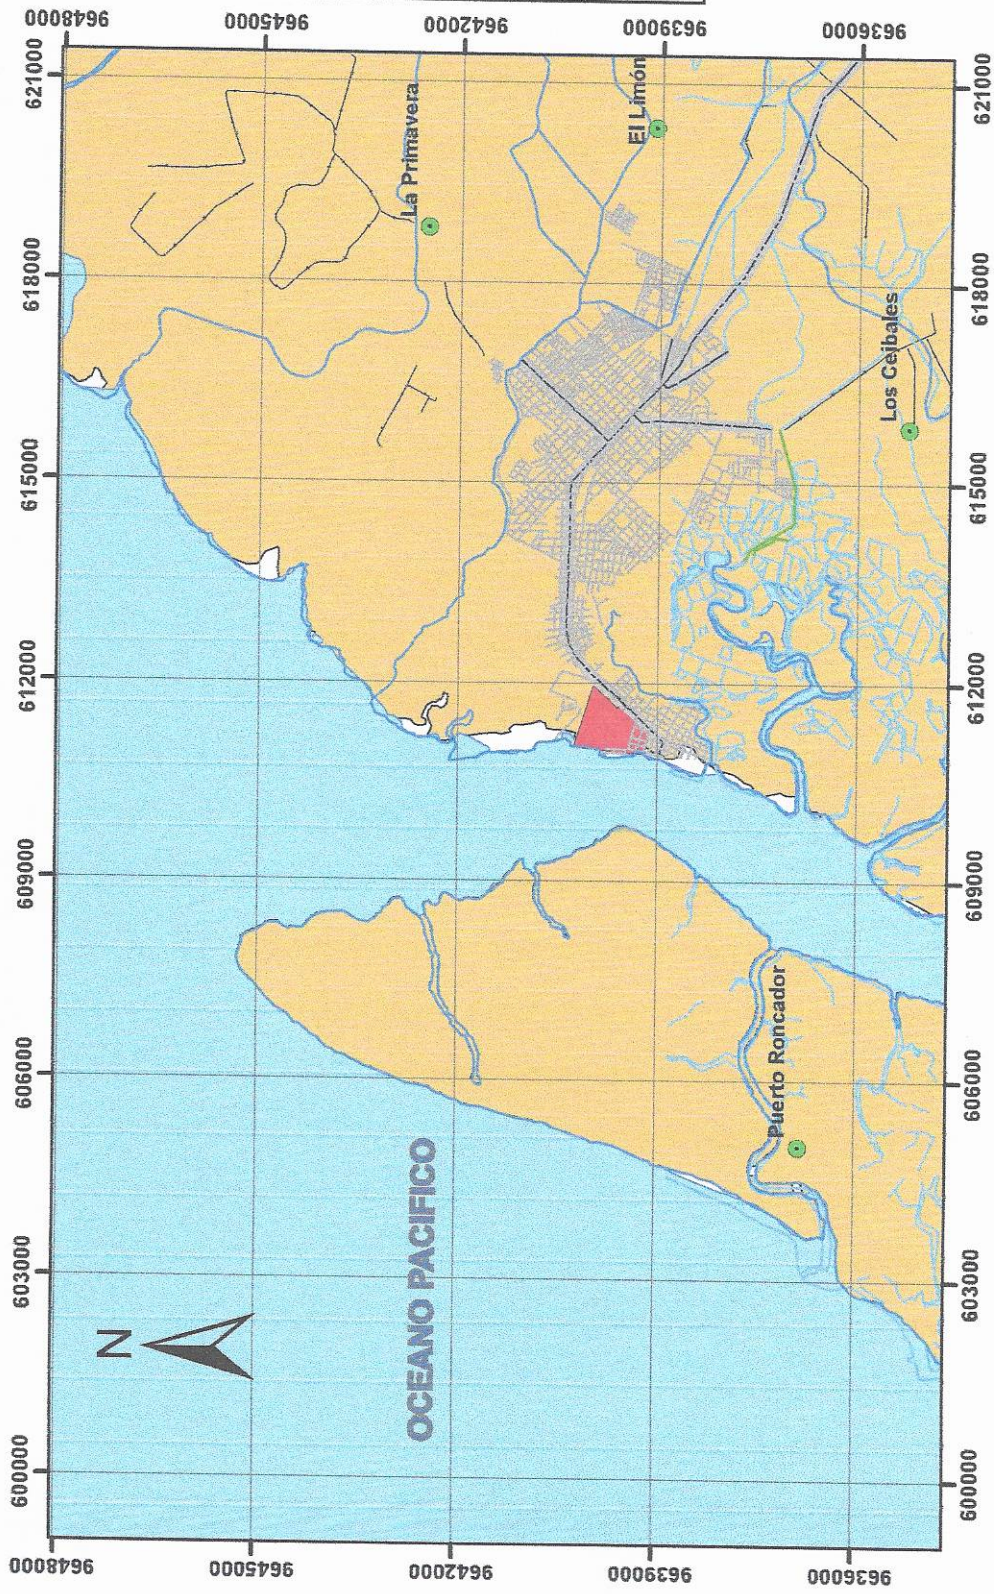 600000 603000 606000 609000 612000 615000 618000 621000
9648000 9648000
N
9645000 9645000
OCEANO PACIFICO
La Primavera
9642000 9642000
El Limón
9639000 9639000
Puerto Roncador
Los Ceibales
9636000 9636000
600000 603000 606000 609000 612000 615000 618000 621000